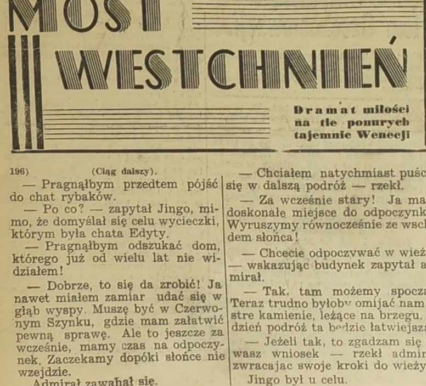 MOST
WESTCHNIEŃ
Dramat miłości
na tle ponurych
tajemnic Wenecji
196) (Ciąg dalszy).
— Pragnąłbym przedtem pójść
do chat rybaków.
— Po co? — zapytał Jingo, mi-
mo, że domyślał się celu wycieczki,
którym była chata Edyty.
— Pragnąłbym odszukać dom,
którego już od wielu lat nie wi-
działem!
— Dobrze, to się da zrobić! Ja
nawet miałem zamiar udać się w
głąb wyspy. Muszę być w Czerwo-
nym Szynku, gdzie mam załatwić
pewną sprawę. Ale to jeszcze za
wcześnie, mamy czas na odpoczy-
nek. Zaczekamy dopóki słońce nie
wzejdzie.
Admirał zawahał się.
— Chciałem natychmiast puśc
się w dalszą podróż — rzekł.
— Za wcześnie stary! Ja ma
doskonałe miejsce do odpoczynk
Wyruszymy równocześnie ze wsch
dem słońca!
— Chcecie odpoczywać w wież
— wskazując budynek zapytał a
mirał.
— Tak, tam możemy spocz
Teraz trudno byłoby omijać nam
stre kamienie, leżące na brzegu,
dzień podróż ta będzie łatwiejsza
— Jeżeli tak, to zgadzam się
wasz wniosek — rzekł admir
zwracając swoje kroki do wieży
Jingo był u celu.